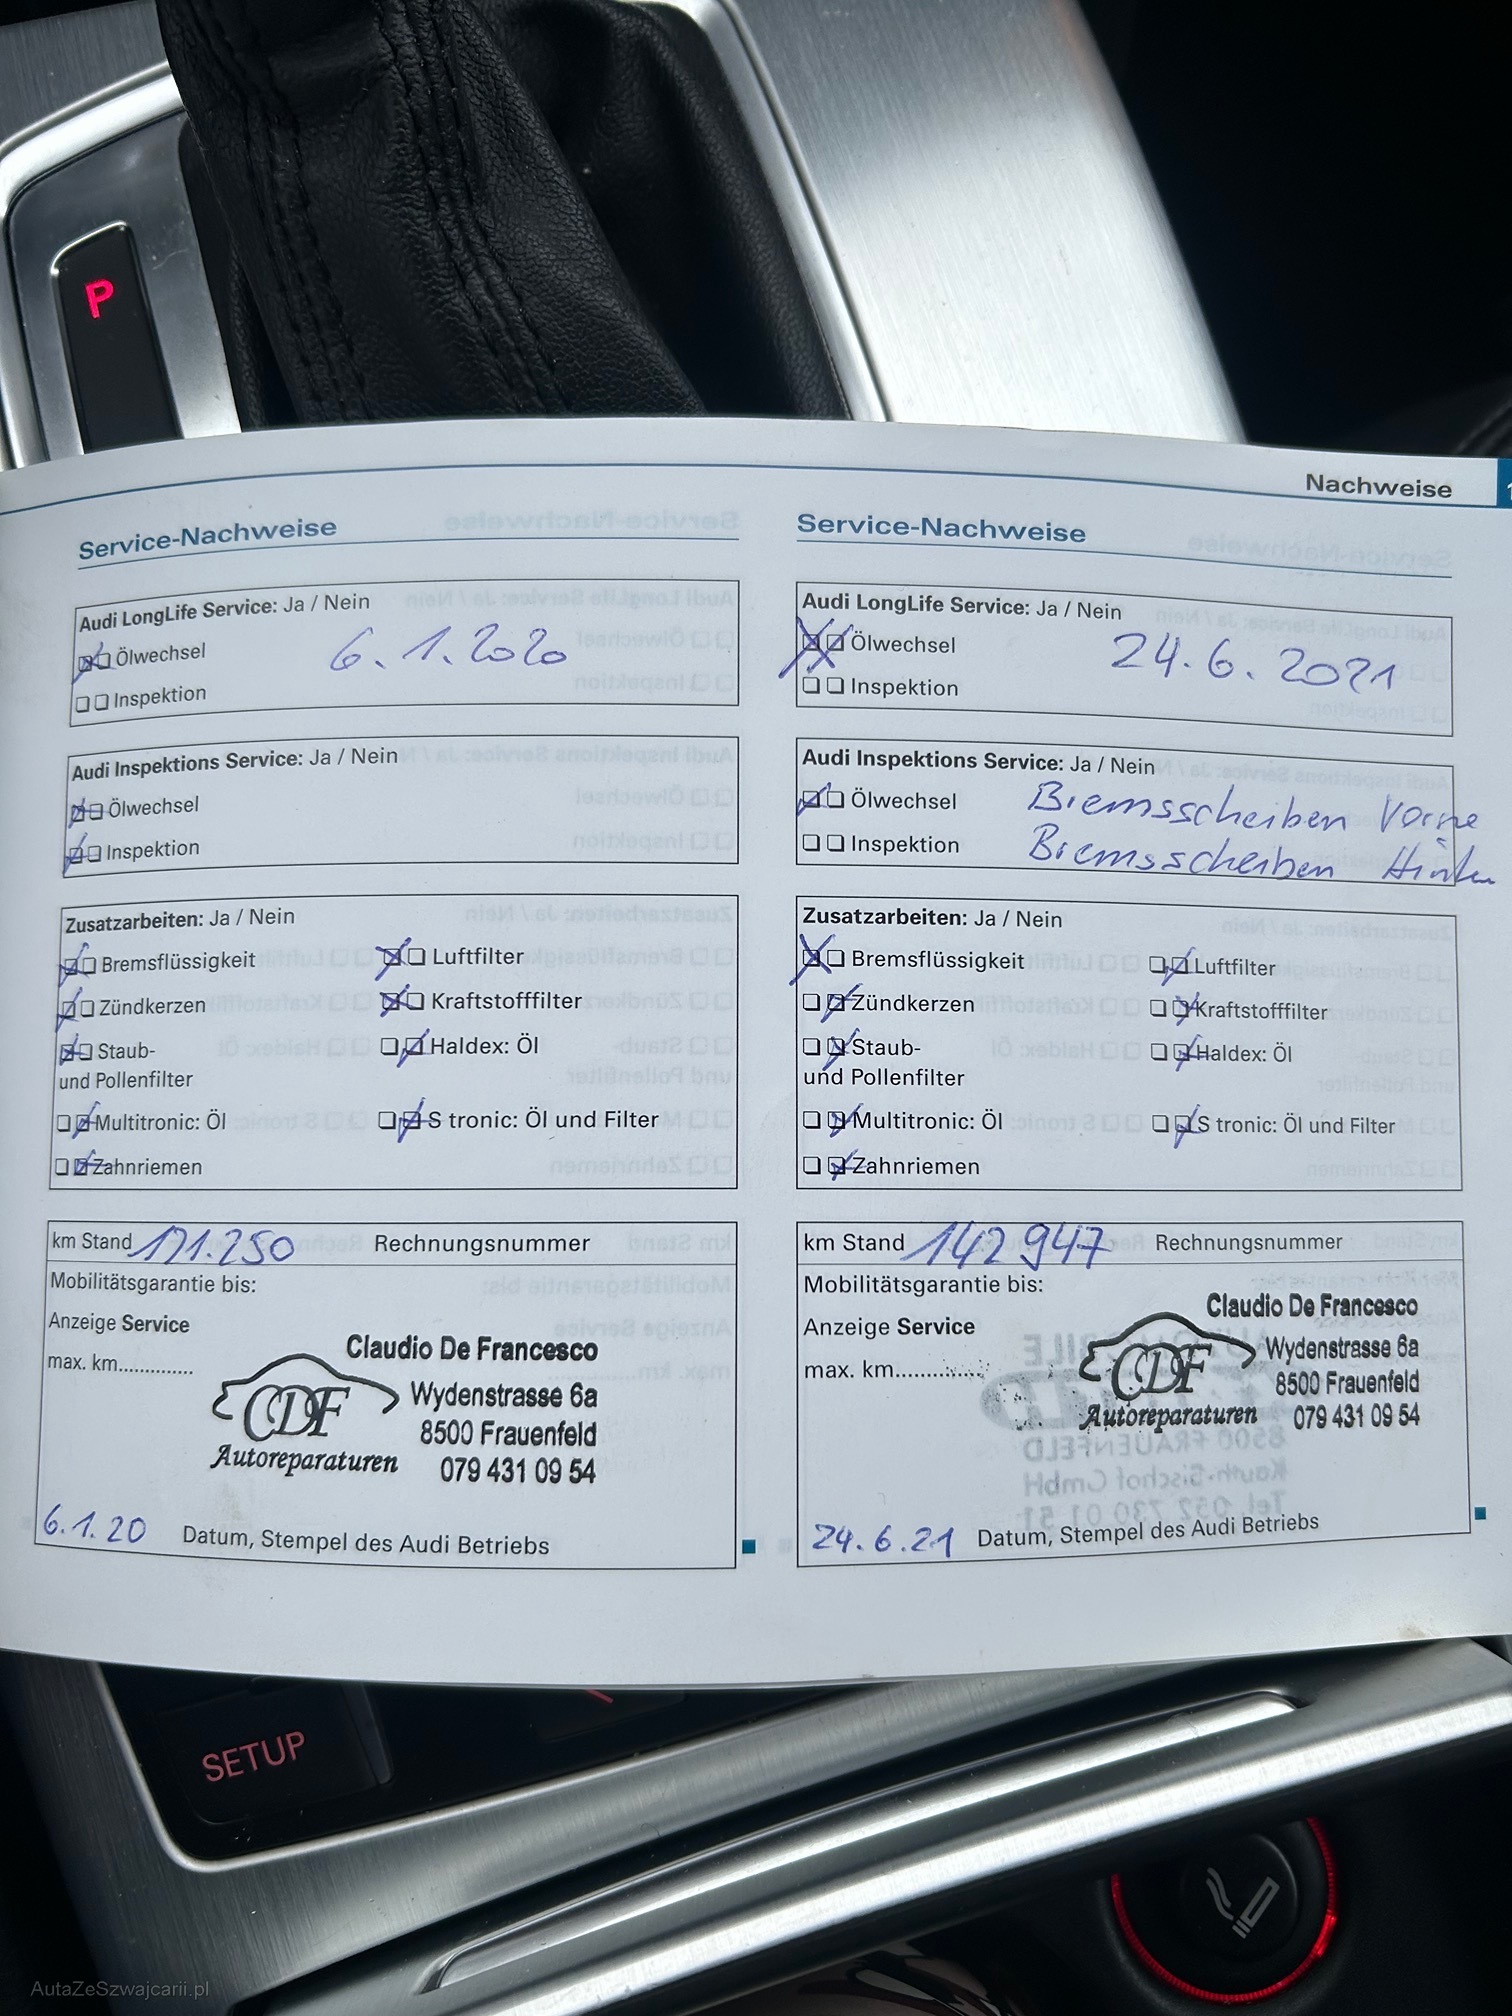 P
Nachweise
Service-Nachweise
Audi LongLife Service: Ja / Nein
Ölwechsel 6.1.2020
Inspektion
Audi Inspektions Service: Ja / Nein
Ölwechsel
Inspektion
Zusatzarbeiten: Ja / Nein
Bremsflüssigkeit Luftfilter
Zündkerzen Kraftstofffilter
Staub- Haldex: Öl
und Pollenfilter
Multitronic: Öl S tronic: Öl und Filter
Zahnriemen
km Stand 121.250 Rechnungsnummer
Mobilitätsgarantie bis:
Anzeige Service
max. km.............
Claudio De Francesco
CDF Wydenstrasse 6a
8500 Frauenfeld
Autoreparaturen 079 431 09 54
6.1.20 Datum, Stempel des Audi Betriebs
Service-Nachweise
Audi LongLife Service: Ja / Nein
Ölwechsel 24.6.2021
Inspektion
Audi Inspektions Service: Ja / Nein
Ölwechsel Bremsscheiben Vorne
Inspektion Bremsscheiben Hinten
Zusatzarbeiten: Ja / Nein
Bremsflüssigkeit Luftfilter
Zündkerzen Kraftstofffilter
Staub- Haldex: Öl
und Pollenfilter
Multitronic: Öl S tronic: Öl und Filter
Zahnriemen
km Stand 142947 Rechnungsnummer
Mobilitätsgarantie bis:
Anzeige Service
max. km.............
Claudio De Francesco
CDF Wydenstrasse 6a
8500 Frauenfeld
Autoreparaturen 079 431 09 54
24.6.21 Datum, Stempel des Audi Betriebs
SETUP
AutaZeSzwajcarii.pl